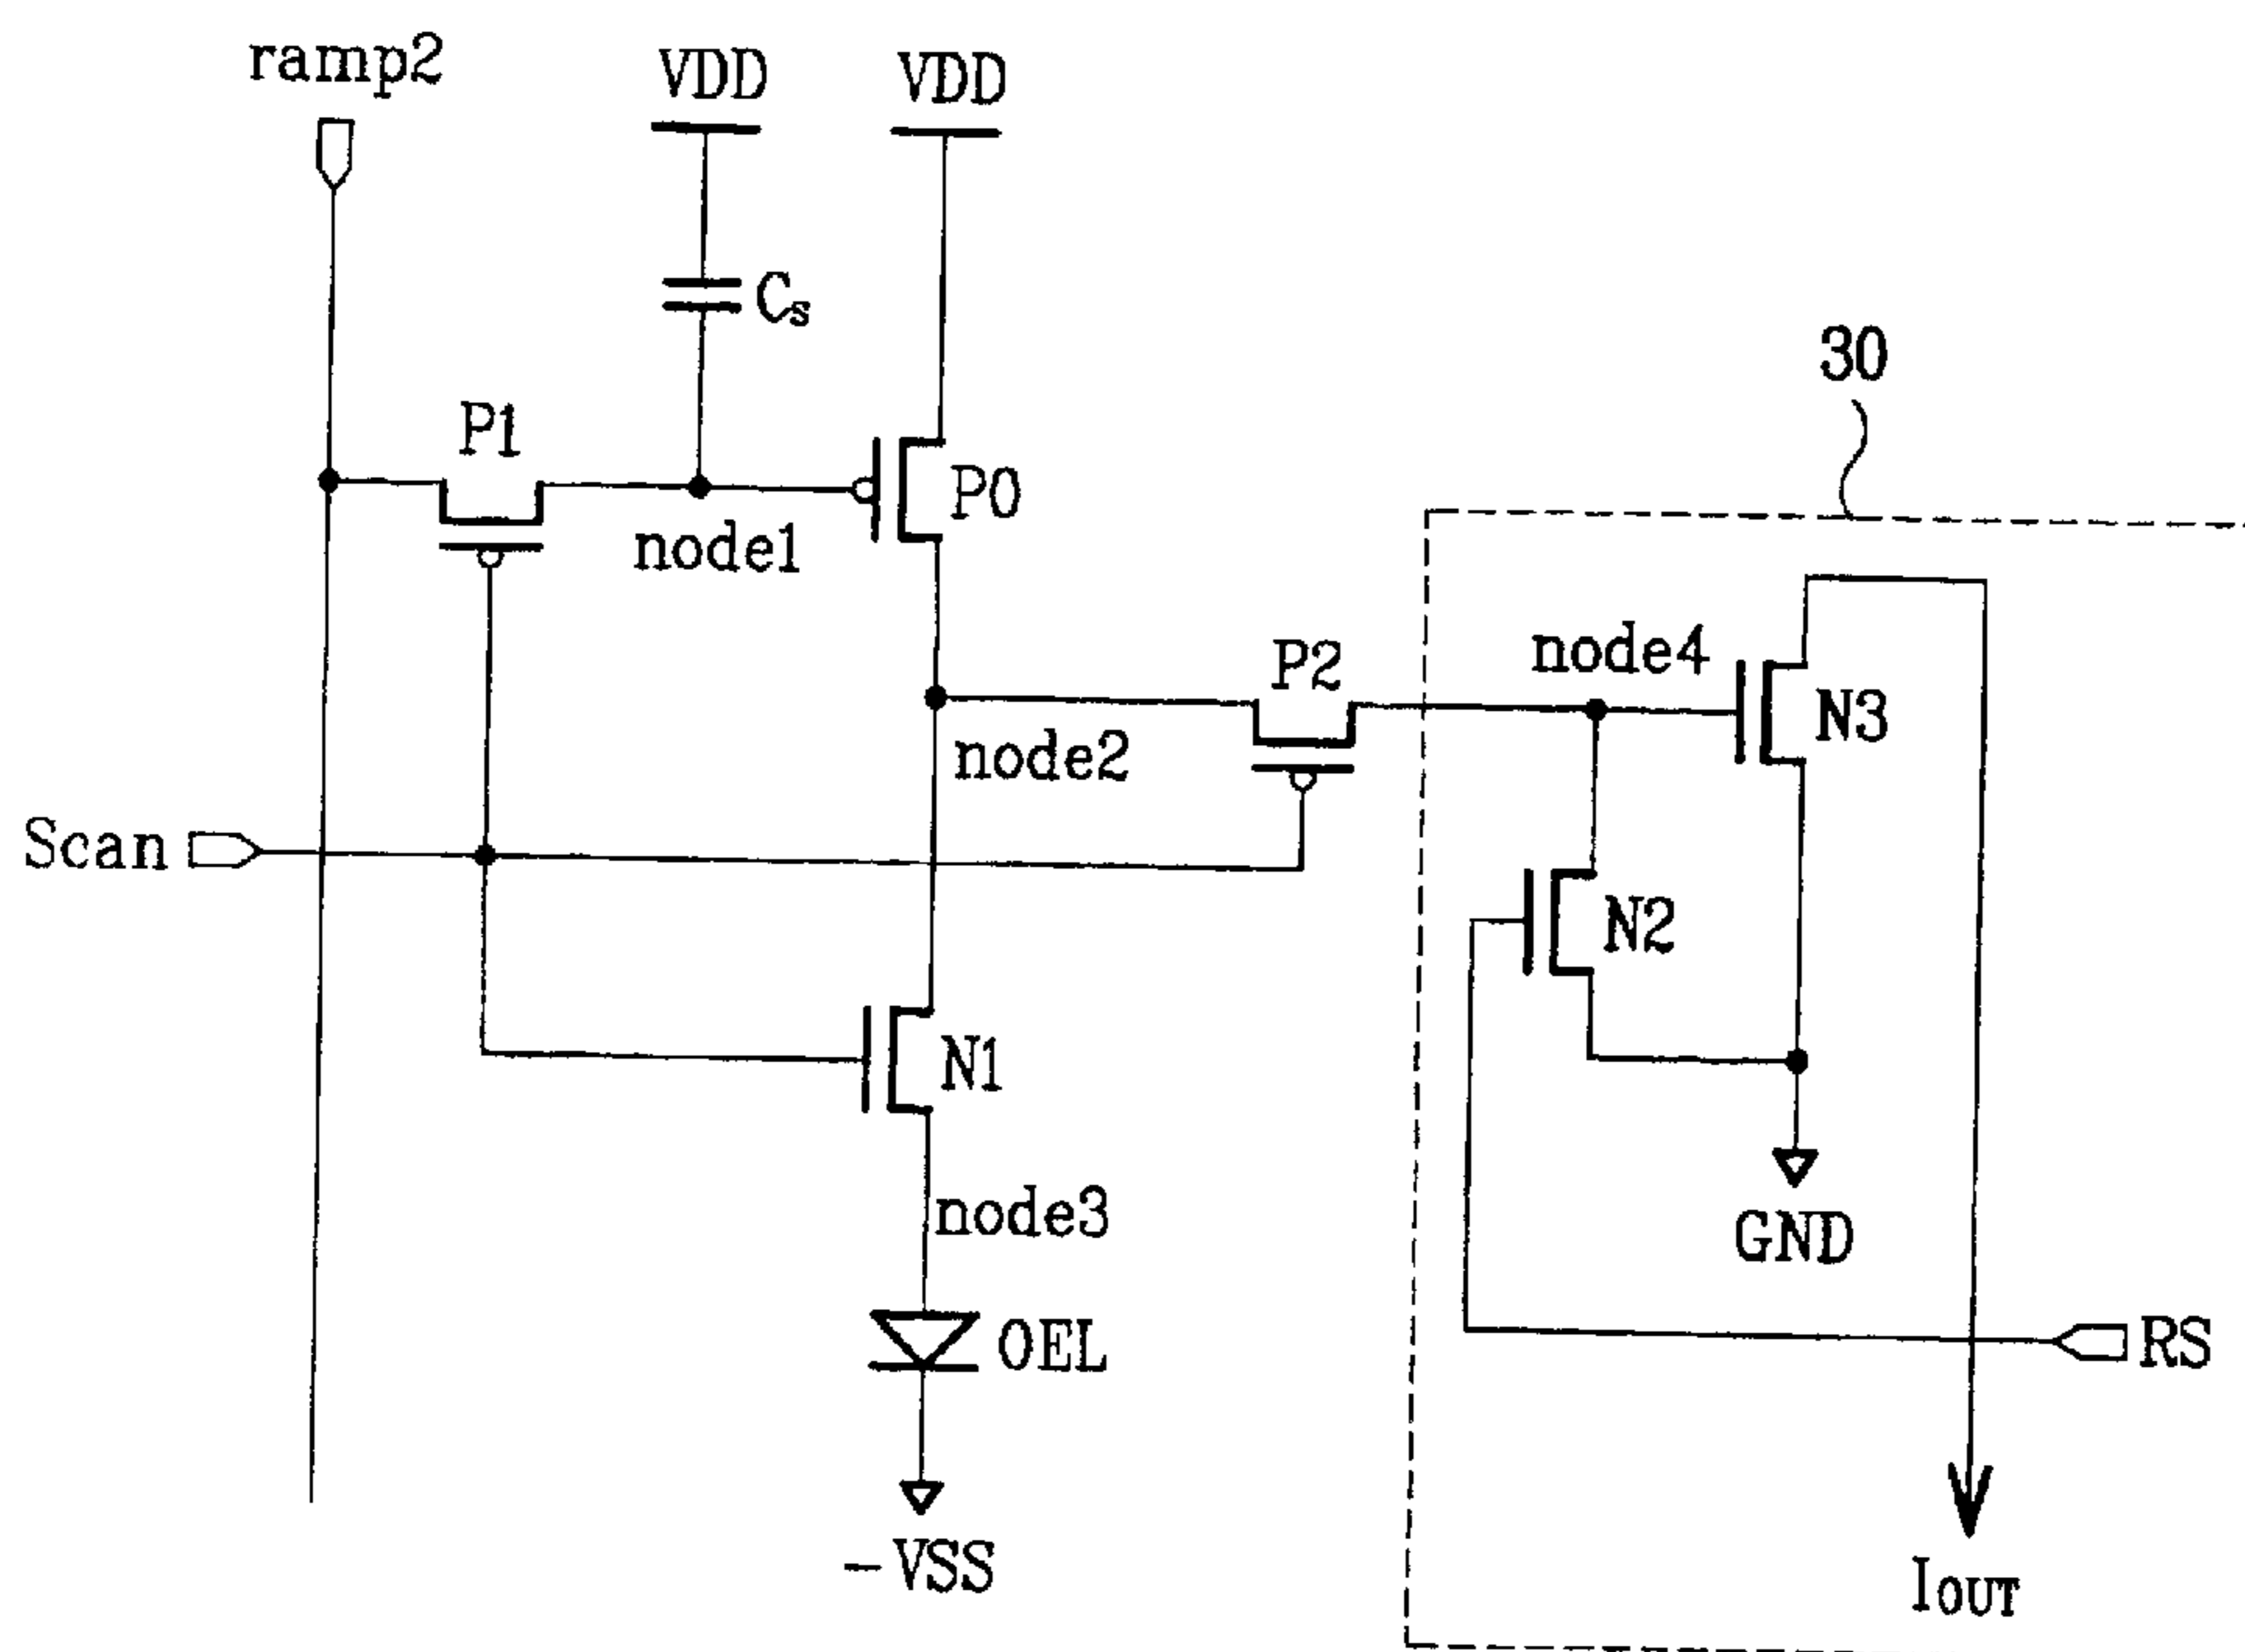 ramp2
VDD
VDD
Cs
30
P1
P0
node1
P2
node4
N3
node2
Scan
N2
N1
node3
GND
OEL
RS
-VSS
IOUT